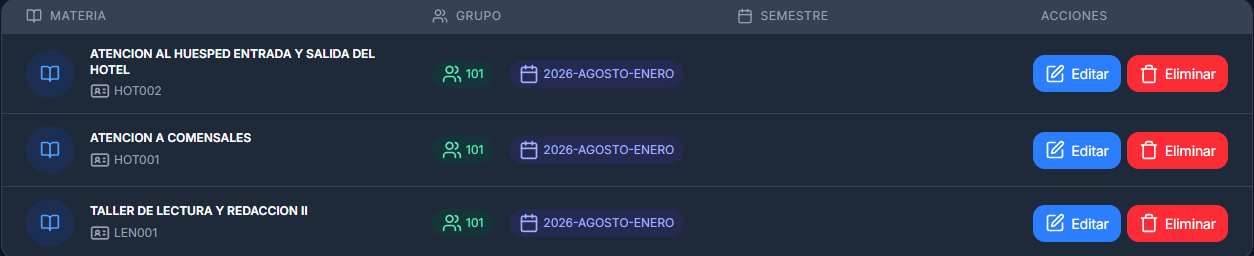 MATERIA GRUPO SEMESTRE ACCIONES
ATENCION AL HUESPED ENTRADA Y SALIDA DEL
HOTEL
HOT002
101 2026-AGOSTO-ENERO Editar Eliminar
ATENCION A COMENSALES
HOT001
101 2026-AGOSTO-ENERO Editar Eliminar
TALLER DE LECTURA Y REDACCION II
LEN001
101 2026-AGOSTO-ENERO Editar Eliminar